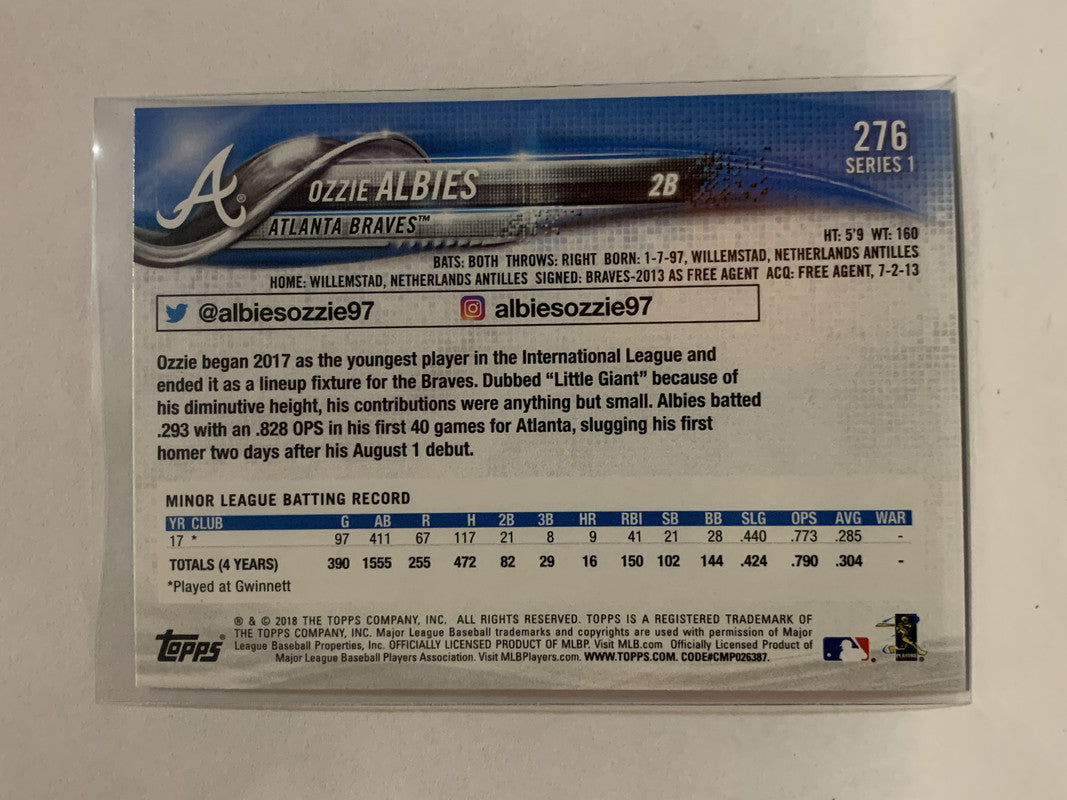 276
SERIES 1
A®
OZZIE ALBIES
2B
ATLANTA BRAVES™
HT: 5'9 WT: 160
BATS: BOTH THROWS: RIGHT BORN: 1-7-97, WILLEMSTAD, NETHERLANDS ANTILLES
HOME: WILLEMSTAD, NETHERLANDS ANTILLES SIGNED: BRAVES-2013 AS FREE AGENT ACQ: FREE AGENT, 7-2-13
@albiesozzie97 albiesozzie97
Ozzie began 2017 as the youngest player in the International League and
ended it as a lineup fixture for the Braves. Dubbed “Little Giant” because of
his diminutive height, his contributions were anything but small. Albies batted
.293 with an .828 OPS in his first 40 games for Atlanta, slugging his first
homer two days after his August 1 debut.
MINOR LEAGUE BATTING RECORD
YR CLUB G AB R H 2B 3B HR RBI SB BB SLG OPS AVG WAR
17 * 97 411 67 117 21 8 9 41 21 28 .440 .773 .285 -
TOTALS (4 YEARS) 390 1555 255 472 82 29 16 150 102 144 .424 .790 .304 -
*Played at Gwinnett
® & © 2018 THE TOPPS COMPANY, INC. ALL RIGHTS RESERVED. TOPPS IS A REGISTERED TRADEMARK OF
THE TOPPS COMPANY, INC. Major League Baseball trademarks and copyrights are used with permission of Major
League Baseball Properties, Inc. OFFICIALLY LICENSED PRODUCT OF MLBP. Visit MLB.com Officially Licensed Product of
Major League Baseball Players Association. Visit MLBPlayers.com. WWW.TOPPS.COM. CODE#CMP026387.
Topps
PLAYERS